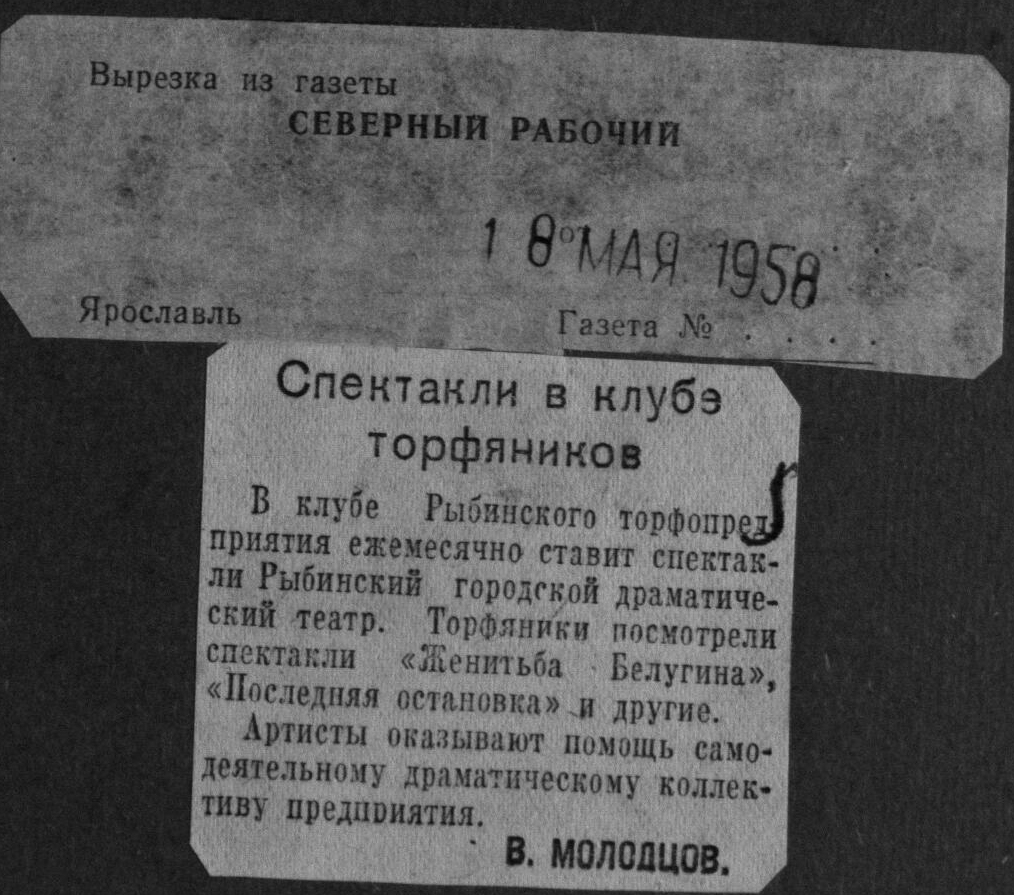 Вырезка из газеты
СЕВЕРНЫЙ РАБОЧИЙ
18 МАЯ 1958
Ярославль
Газета № . . . .
Спектакли в клубе
торфяников
В клубе Рыбинского торфопред-
приятия ежемесячно ставит спектак-
ли Рыбинский городской драматиче-
ский театр. Торфяники посмотрели
спектакли «Женитьба Белугина»,
«Последняя остановка» и другие.
Артисты оказывают помощь само-
деятельному драматическому коллек-
тиву предприятия.
В. МОЛОДЦОВ.